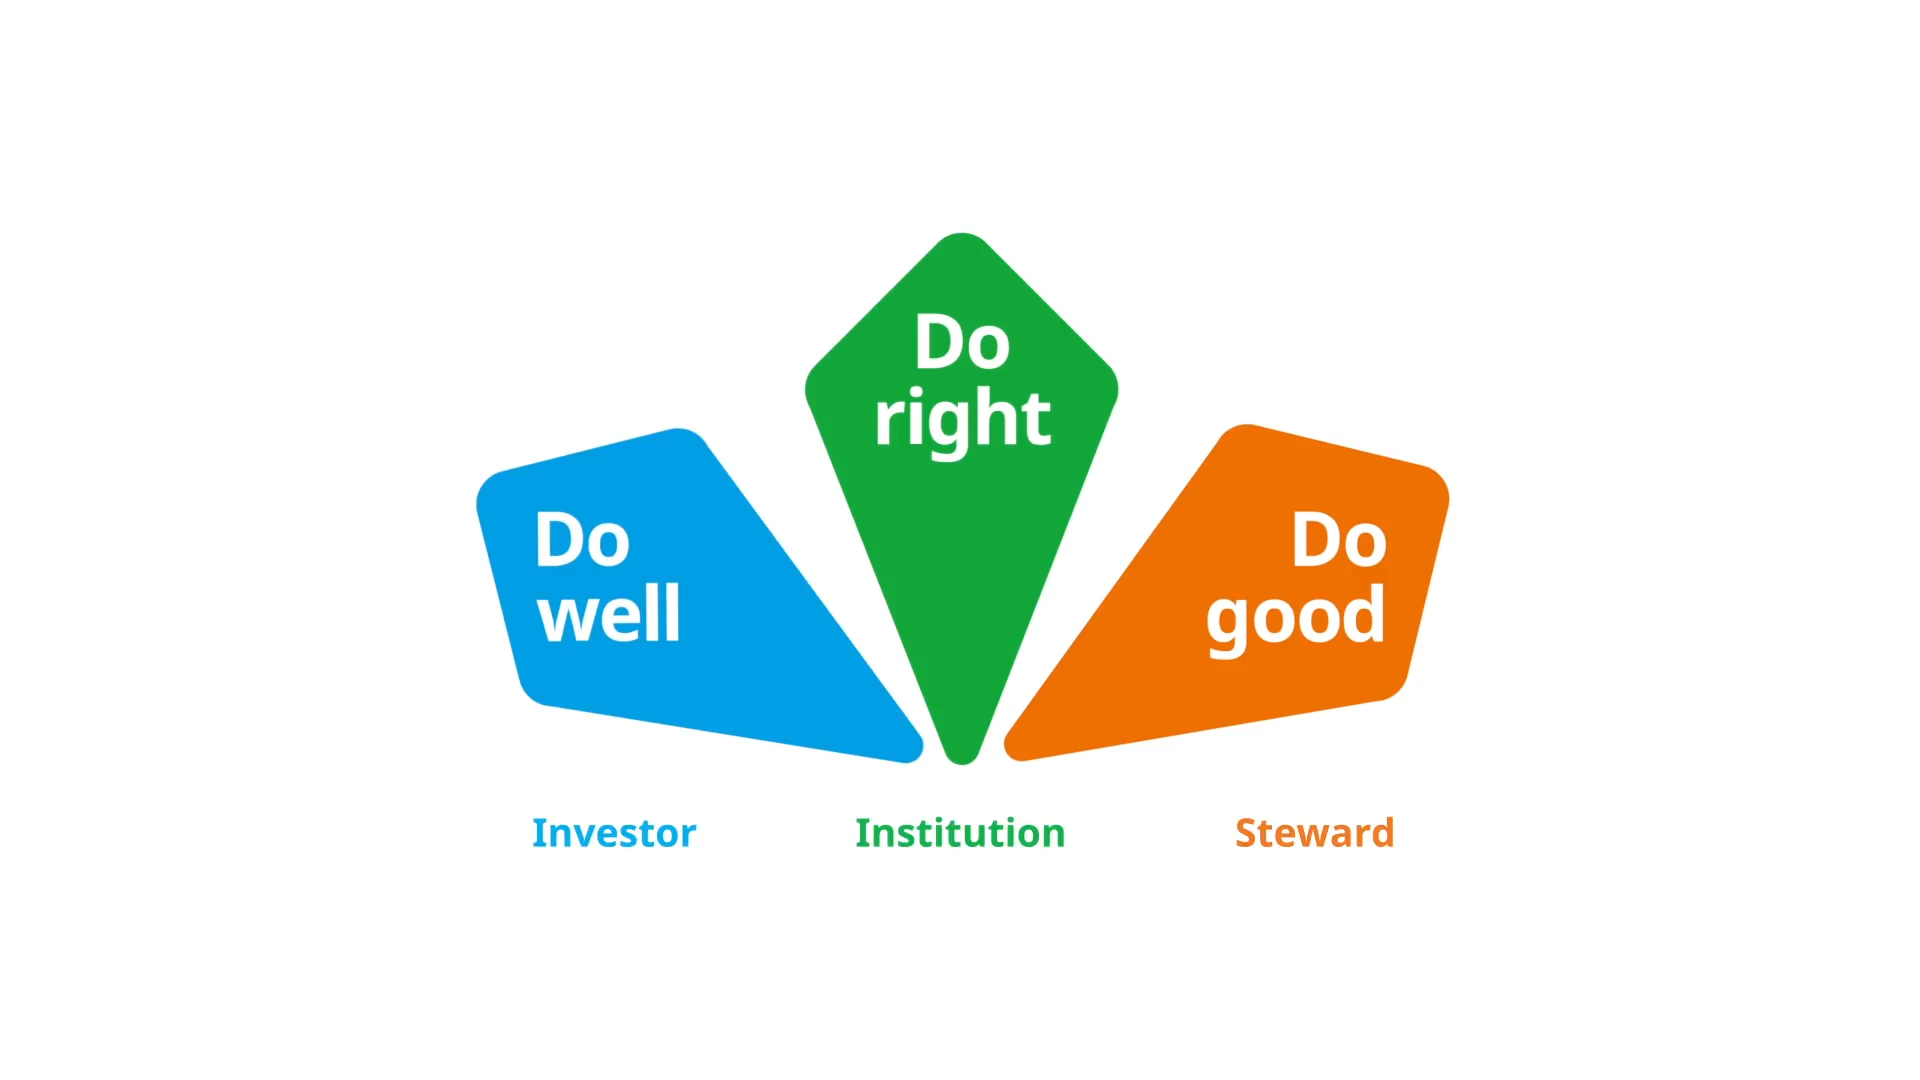 Do
well
Do
right
Do
good
Investor
Institution
Steward